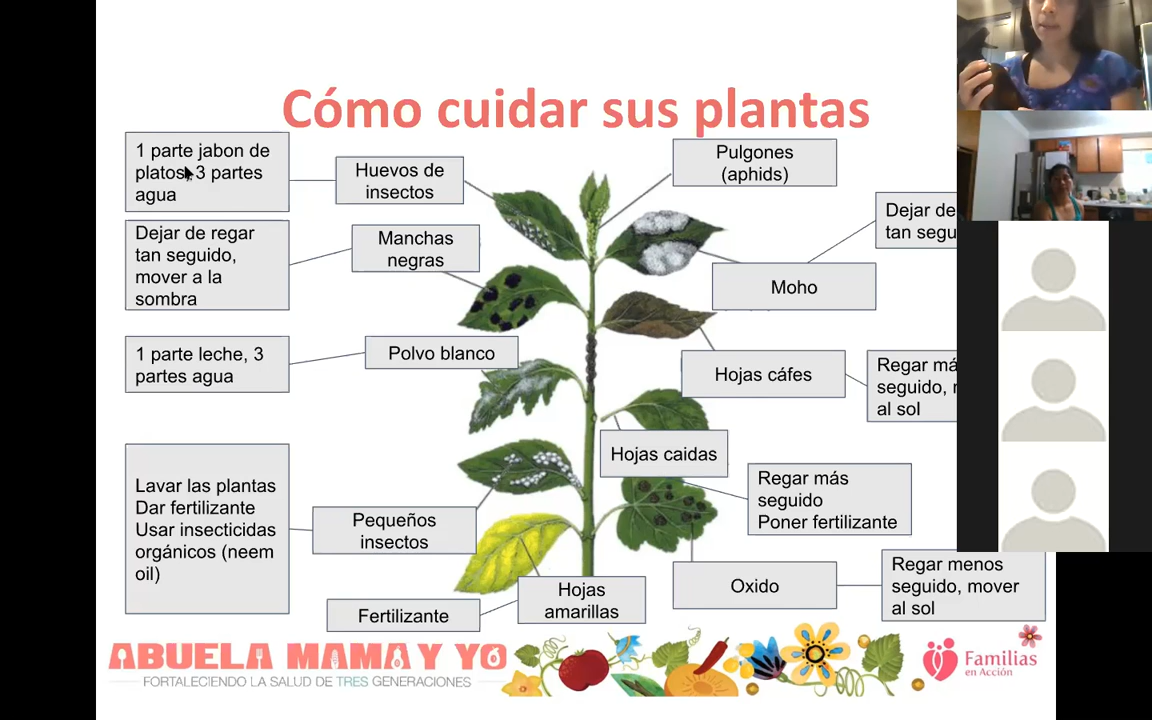 Cómo cuidar sus plantas
1 parte jabon de
platos, 3 partes
agua
Huevos de
insectos
Pulgones
(aphids)
Dejar de regar
tan seguido,
mover a la
sombra
Manchas
negras
Dejar de
tan segu
Moho
1 parte leche, 3
partes agua
Polvo blanco
Hojas cáfes
Regar má
seguido,
al sol
Hojas caidas
Regar más
seguido
Poner fertilizante
Lavar las plantas
Dar fertilizante
Usar insecticidas
orgánicos (neem
oil)
Pequeños
insectos
Hojas
amarillas
Fertilizante
Oxido
Regar menos
seguido, mover
al sol
ABUELA MAMA Y YO
FORTALECIENDO LA SALUD DE TRES GENERACIONES
Familias
en Acción